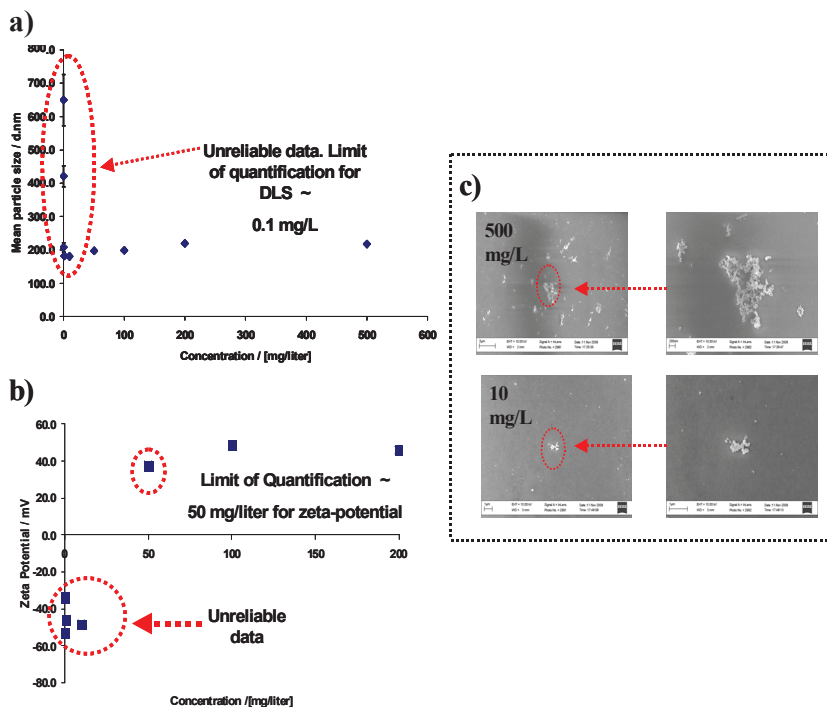 a)
800.0
700.0
600.0
500.0
400.0
300.0
200.0
100.0
0.0
0
100
200
300
400
500
600
Mean particle size / d.nm
Concentration / [mg/liter]
Unreliable data. Limit
of quantification for
DLS ~
0.1 mg/L
b)
60.0
40.0
20.0
0.0
-20.0
-40.0
-60.0
-80.0
0
50
100
150
200
Zeta Potential / mV
Concentration /[mg/liter]
Limit of Quantification ~
50 mg/liter for zeta-potential
Unreliable
data
c)
500
mg/L
10
mg/L